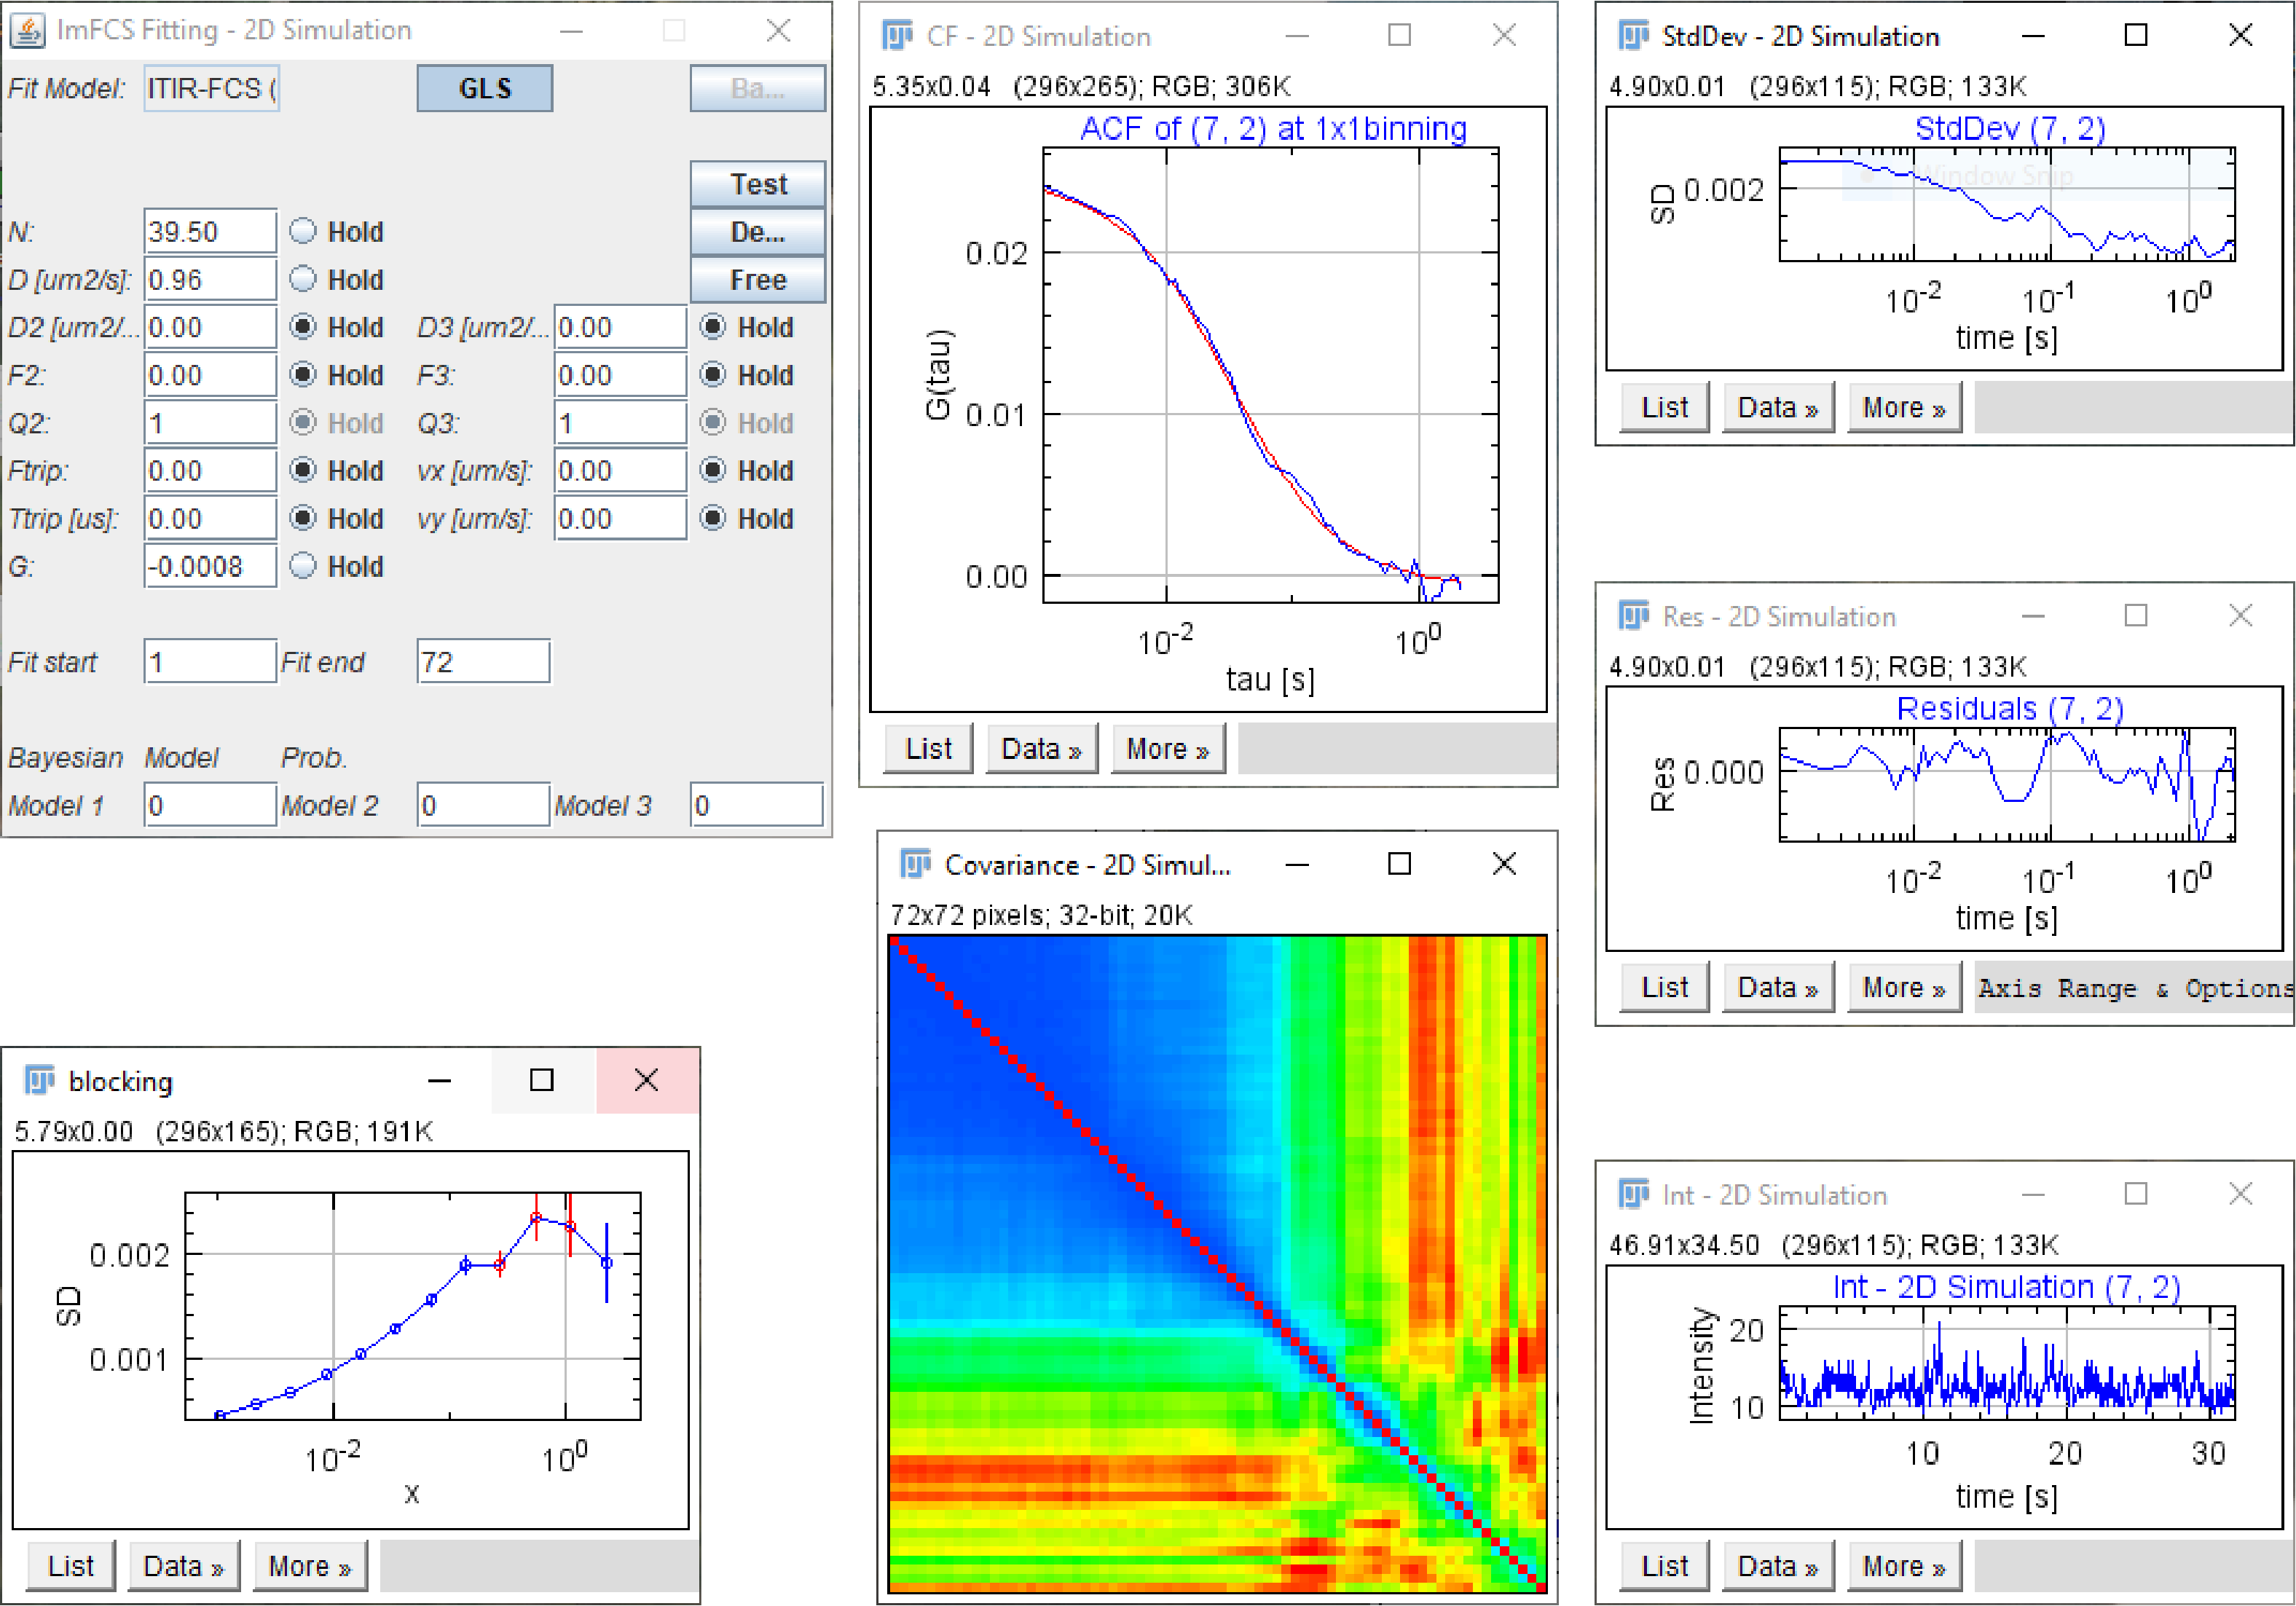 ImFCS Fitting - 2D Simulation
Fit Model: ITIR-FCS ( GLS Ba...
Test
N: 39.50 Hold De...
D [um2/s]: 0.96 Hold Free
D2 [um2/... 0.00 Hold D3 [um2/... 0.00 Hold
F2: 0.00 Hold F3: 0.00 Hold
Q2: 1 Hold Q3: 1 Hold
Ftrip: 0.00 Hold vx [um/s]: 0.00 Hold
Ttrip [us]: 0.00 Hold vy [um/s]: 0.00 Hold
G: -0.0008 Hold
Fit start 1 Fit end 72
Bayesian Model Prob.
Model 1 0 Model 2 0 Model 3 0
CF - 2D Simulation
5.35x0.04 (296x265); RGB; 306K
ACF of (7, 2) at 1x1binning
G(tau)
0.02
0.01
0.00
10-2 100
tau [s]
List Data » More »
StdDev - 2D Simulation
4.90x0.01 (296x115); RGB; 133K
StdDev (7, 2)
Window Snip
SD 0.002
10-2 10-1 100
time [s]
List Data » More »
Res - 2D Simulation
4.90x0.01 (296x115); RGB; 133K
Residuals (7, 2)
Res 0.000
10-2 10-1 100
time [s]
List Data » More » Axis Range & Options
blocking
5.79x0.00 (296x165); RGB; 191K
SD
0.002
0.001
10-2 100
x
List Data » More »
Covariance - 2D Simul...
72x72 pixels; 32-bit; 20K
Int - 2D Simulation
46.91x34.50 (296x115); RGB; 133K
Int - 2D Simulation (7, 2)
Intensity
20
10
10 20 30
time [s]
List Data » More »